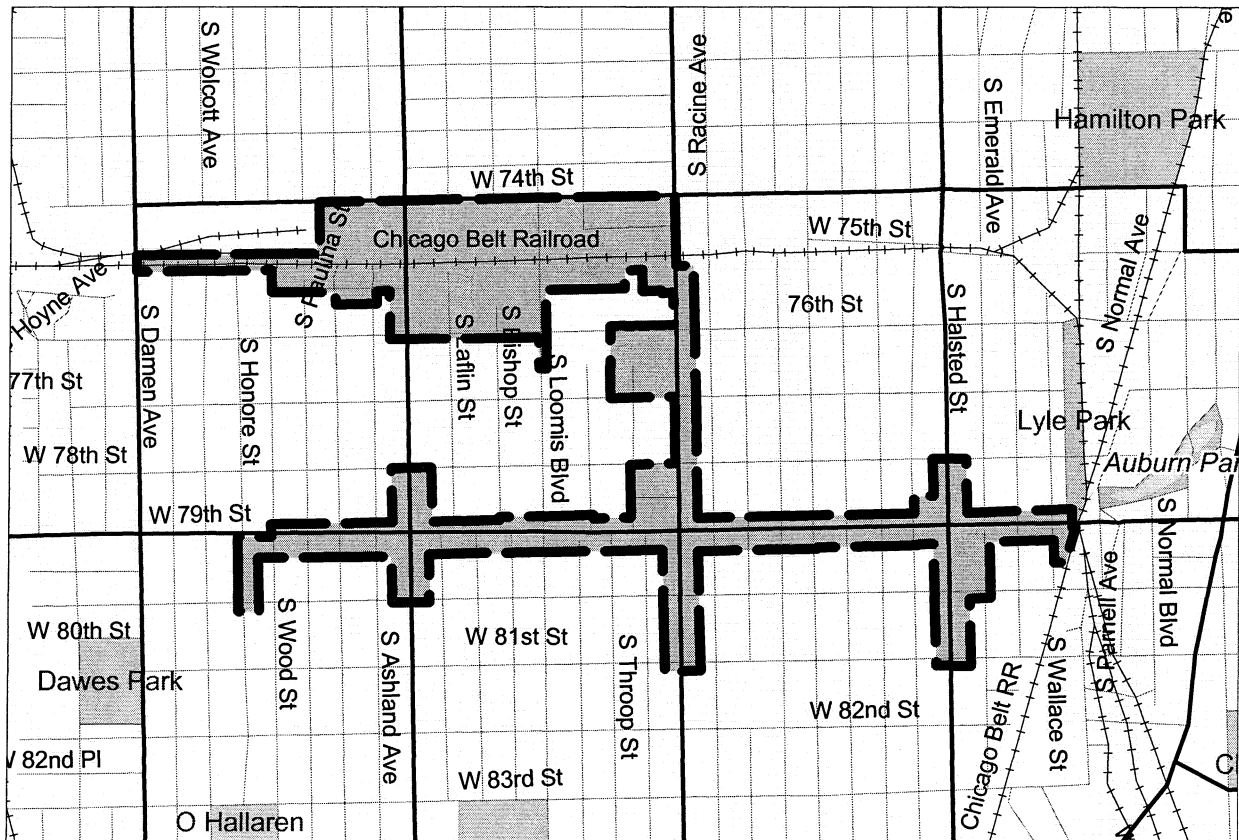 S Wolcott Ave
S Racine Ave
S Emerald Ave
Hamilton Park
W 74th St
S Paulina St
Chicago Belt Railroad
W 75th St
S Normal Ave
Hoyne Ave
76th St
S Damen Ave
S Honore St
S Laflin St
S Bishop St
S Loomis Blvd
S Halsted St
77th St
Lyle Park
W 78th St
W 79th St
S Normal Blvd
S Parnell Ave
W 80th St
S Wood St
S Ashland Ave
W 81st St
S Throop St
S Wallace St
Dawes Park
Chicago Belt RR
W 82nd St
82nd Pl
W 83rd St
O Hallaren